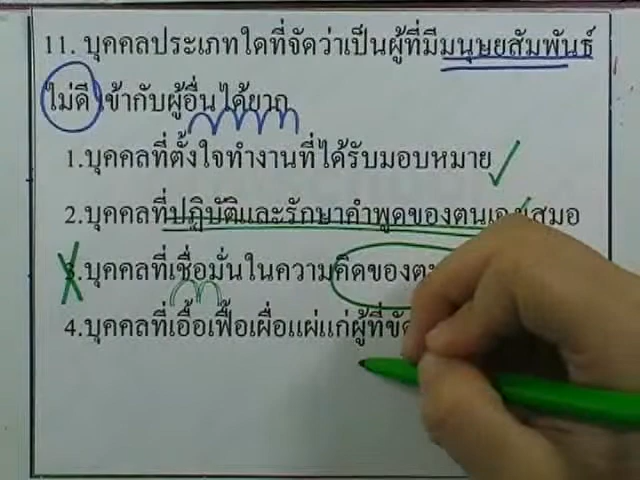 11. บุคคลประเภทใดที่จัดว่าเป็นผู้ที่มีมนุษยสัมพันธ์
ไม่ดี เข้ากับผู้อื่นได้ยาก
1.บุคคลที่ตั้งใจทำงานที่ได้รับมอบหมาย
2.บุคคลที่ปฏิบัติและรักษาคำพูดของตนเองเสมอ
3.บุคคลที่เชื่อมั่นในความคิดของ
4.บุคคลที่เอื้อเฟื้อเผื่อแผ่แก่ผู้ที่